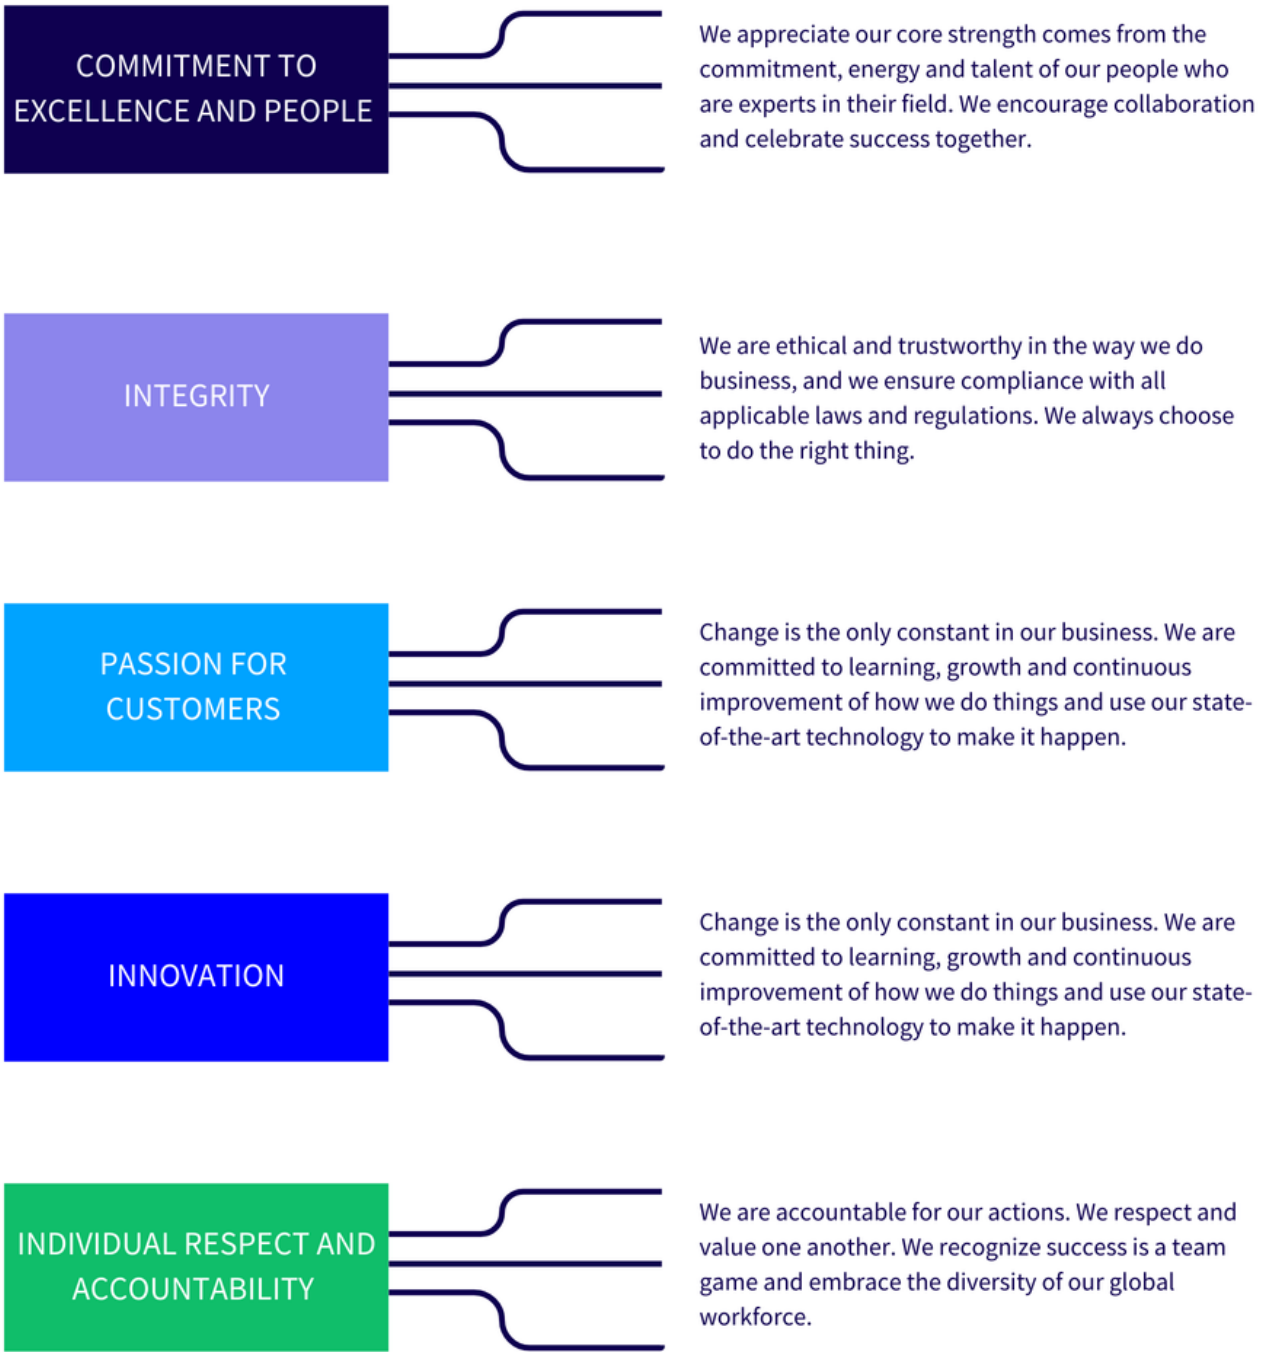 COMMITMENT TO
EXCELLENCE AND PEOPLE
We appreciate our core strength comes from the
commitment, energy and talent of our people who
are experts in their field. We encourage collaboration
and celebrate success together.
INTEGRITY
We are ethical and trustworthy in the way we do
business, and we ensure compliance with all
applicable laws and regulations. We always choose
to do the right thing.
PASSION FOR
CUSTOMERS
Change is the only constant in our business. We are
committed to learning, growth and continuous
improvement of how we do things and use our state-
of-the-art technology to make it happen.
INNOVATION
Change is the only constant in our business. We are
committed to learning, growth and continuous
improvement of how we do things and use our state-
of-the-art technology to make it happen.
INDIVIDUAL RESPECT AND
ACCOUNTABILITY
We are accountable for our actions. We respect and
value one another. We recognize success is a team
game and embrace the diversity of our global
workforce.